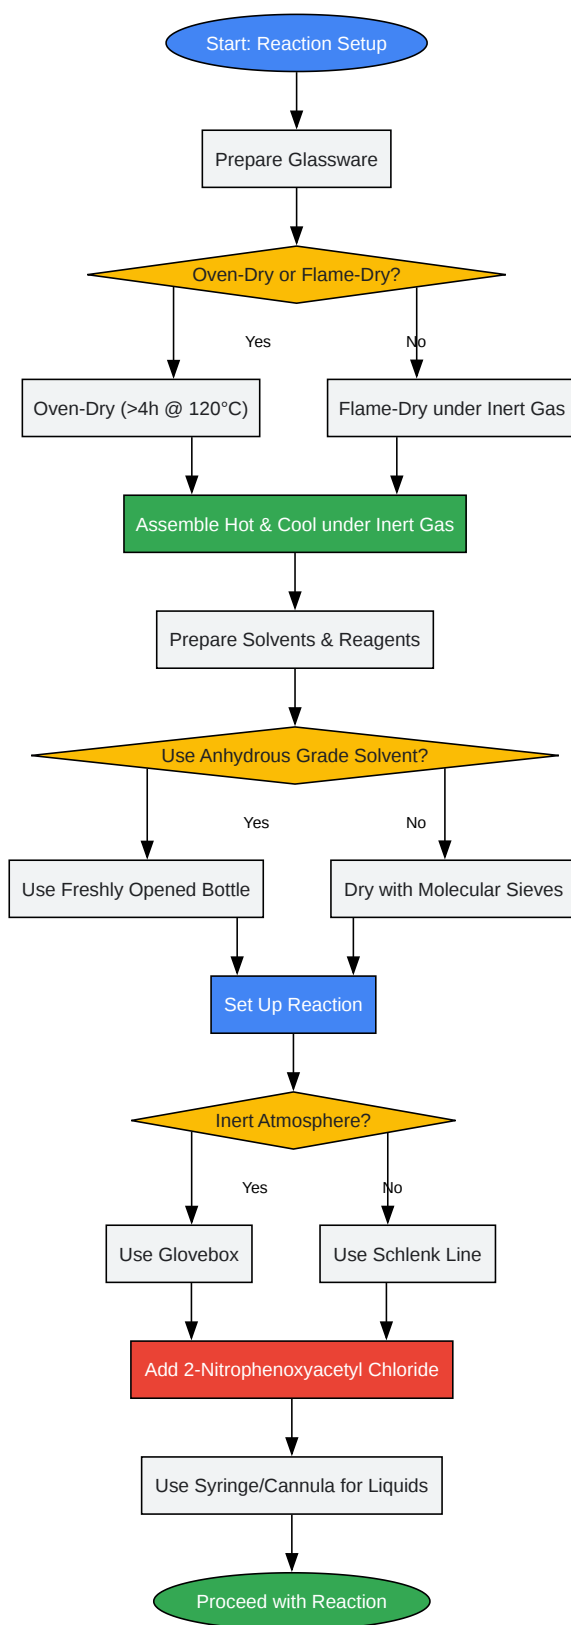 Start: Reaction Setup
Prepare Glassware
Oven-Dry or Flame-Dry?
Yes
No
Oven-Dry (>4h @ 120°C)
Flame-Dry under Inert Gas
Assemble Hot & Cool under Inert Gas
Prepare Solvents & Reagents
Use Anhydrous Grade Solvent?
Yes
No
Use Freshly Opened Bottle
Dry with Molecular Sieves
Set Up Reaction
Inert Atmosphere?
Yes
No
Use Glovebox
Use Schlenk Line
Add 2-Nitrophenoxyacetyl Chloride
Use Syringe/Cannula for Liquids
Proceed with Reaction